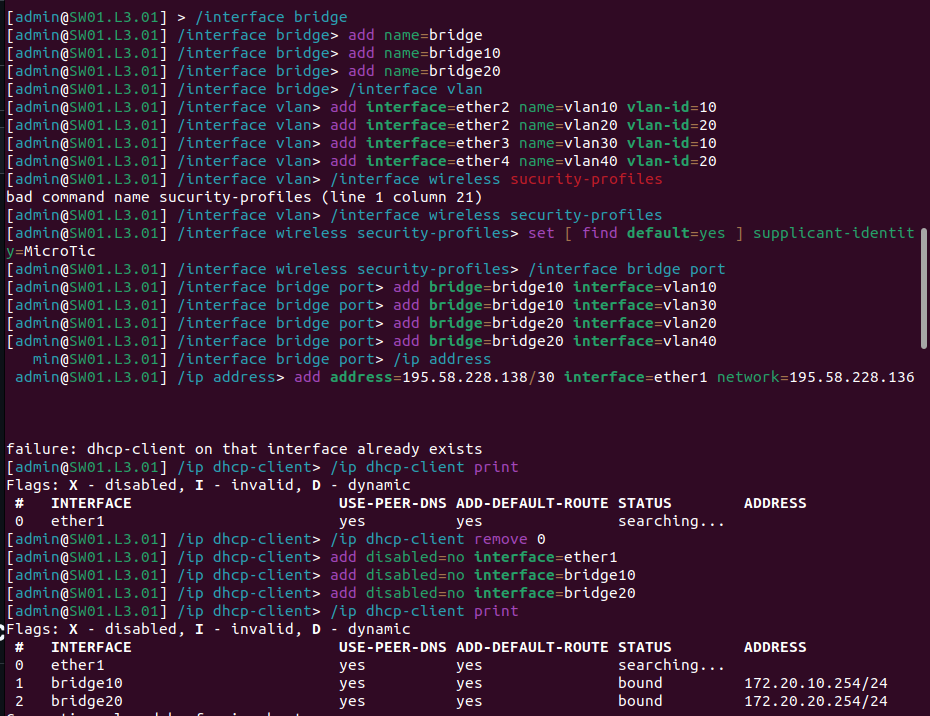 [admin@SW01.L3.01] > /interface bridge
[admin@SW01.L3.01] /interface bridge> add name=bridge
[admin@SW01.L3.01] /interface bridge> add name=bridge10
[admin@SW01.L3.01] /interface bridge> add name=bridge20
[admin@SW01.L3.01] /interface bridge> /interface vlan
[admin@SW01.L3.01] /interface vlan> add interface=ether2 name=vlan10 vlan-id=10
[admin@SW01.L3.01] /interface vlan> add interface=ether2 name=vlan20 vlan-id=20
[admin@SW01.L3.01] /interface vlan> add interface=ether3 name=vlan30 vlan-id=10
[admin@SW01.L3.01] /interface vlan> add interface=ether4 name=vlan40 vlan-id=20
[admin@SW01.L3.01] /interface vlan> /interface wireless sucurity-profiles
bad command name sucurity-profiles (line 1 column 21)
[admin@SW01.L3.01] /interface vlan> /interface wireless security-profiles
[admin@SW01.L3.01] /interface wireless security-profiles> set [ find default=yes ] supplicant-identit
y=MicroTic
[admin@SW01.L3.01] /interface wireless security-profiles> /interface bridge port
[admin@SW01.L3.01] /interface bridge port> add bridge=bridge10 interface=vlan10
[admin@SW01.L3.01] /interface bridge port> add bridge=bridge10 interface=vlan30
[admin@SW01.L3.01] /interface bridge port> add bridge=bridge20 interface=vlan20
[admin@SW01.L3.01] /interface bridge port> add bridge=bridge20 interface=vlan40
min@SW01.L3.01] /interface bridge port> /ip address
admin@SW01.L3.01] /ip address> add address=195.58.228.138/30 interface=ether1 network=195.58.228.136
failure: dhcp-client on that interface already exists
[admin@SW01.L3.01] /ip dhcp-client> /ip dhcp-client print
Flags: X - disabled, I - invalid, D - dynamic
# INTERFACE USE-PEER-DNS ADD-DEFAULT-ROUTE STATUS ADDRESS
0 ether1 yes yes searching...
[admin@SW01.L3.01] /ip dhcp-client> /ip dhcp-client remove 0
[admin@SW01.L3.01] /ip dhcp-client> add disabled=no interface=ether1
[admin@SW01.L3.01] /ip dhcp-client> add disabled=no interface=bridge10
[admin@SW01.L3.01] /ip dhcp-client> add disabled=no interface=bridge20
[admin@SW01.L3.01] /ip dhcp-client> /ip dhcp-client print
Flags: X - disabled, I - invalid, D - dynamic
# INTERFACE USE-PEER-DNS ADD-DEFAULT-ROUTE STATUS ADDRESS
0 ether1 yes yes searching...
1 bridge10 yes yes bound 172.20.10.254/24
2 bridge20 yes yes bound 172.20.20.254/24